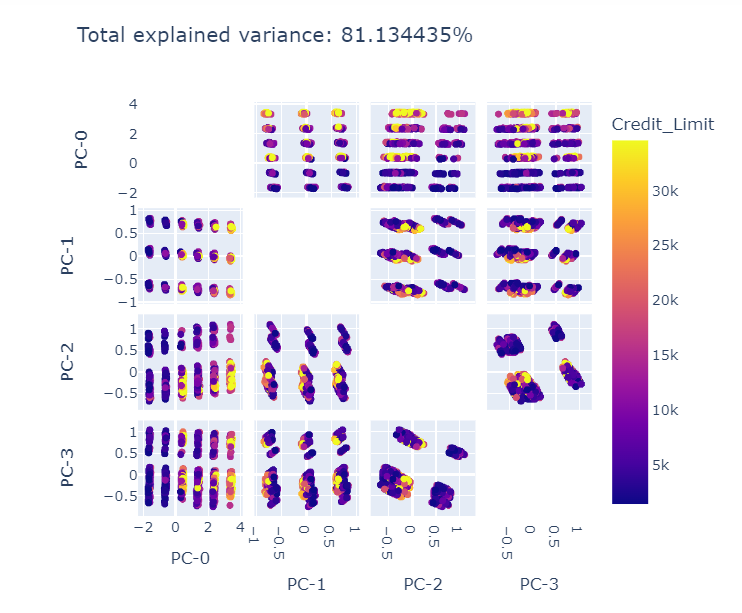 Total explained variance: 81.134435%
Credit_Limit
PC-0
4
2
0
−2
30k
25k
20k
15k
10k
5k
PC-1
1
0.5
0
−0.5
−1
PC-2
1
0.5
0
−0.5
PC-3
1
0.5
0
−0.5
−2 0 2 4
−1 −0.5 0 0.5 1
−0.5 0 0.5 1
−0.5 0 0.5 1
PC-0
PC-1 PC-2 PC-3